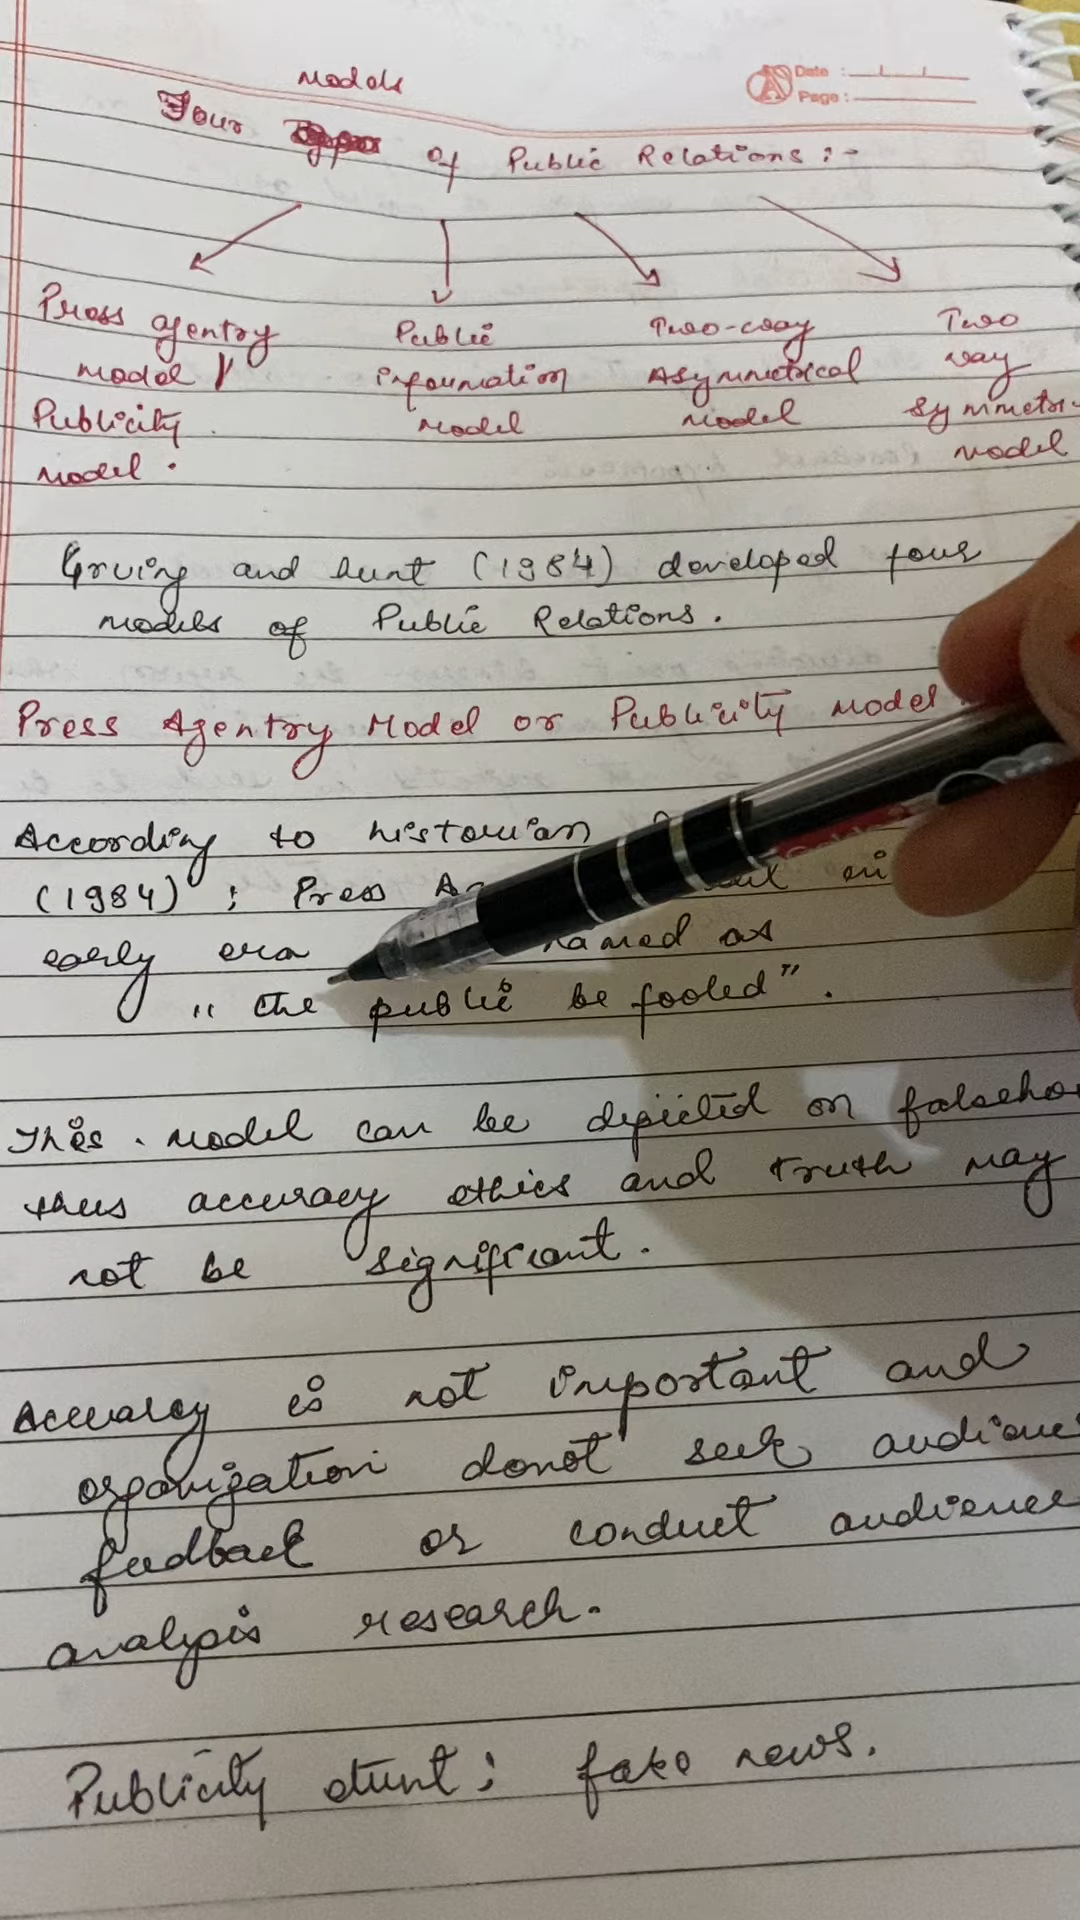 Date :
Page :
Models
Four of Public Relations :-
Press agentry model / Publicity model.
Public information model
Two-way Asymmetrical model
Two way Symmetri- model
Gruing and hunt (1984) developed four
models of Public Relations.
Press Agentry Model or Publicity model
According to historian
(1984) ; Press in
early era named as
"the public be fooled".
This . model can be depicted on falseho
thus accuracy ethics and truth may
not be significant.
Accuracy is not important and
organization donot seek audience
feedback or conduct audience
analysis research.
Publicity stunt : fake news.